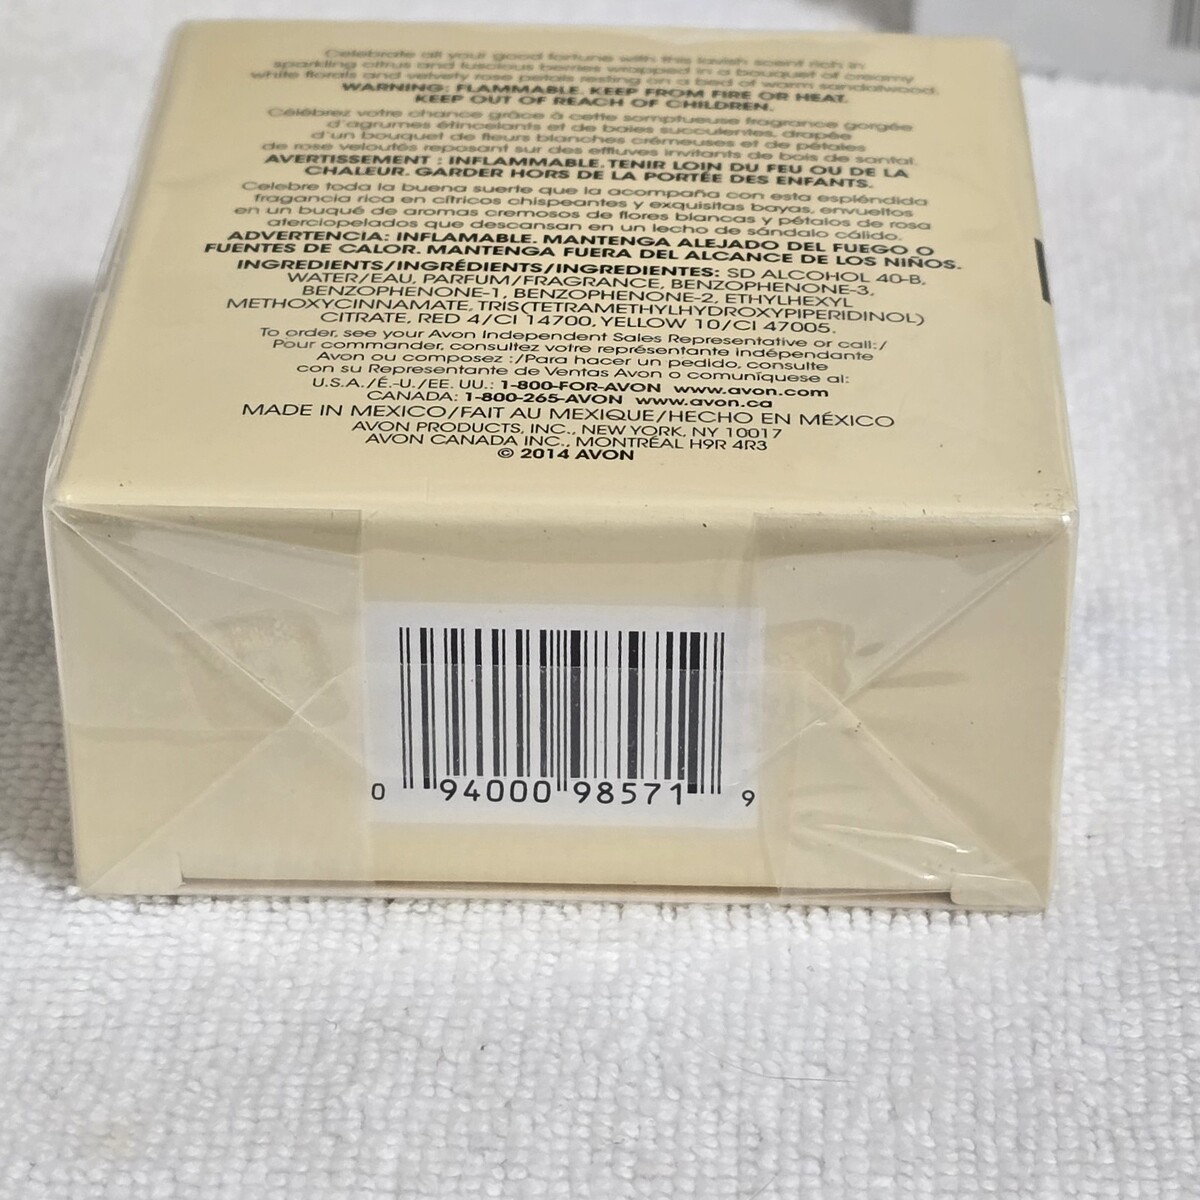 Celebrate all your good fortune with this lavish scent rich in
sparkling citrus and luscious berries wrapped in a bouquet of creamy
white florals and velvety rose petals resting on a bed of warm sandalwood.
WARNING: FLAMMABLE. KEEP FROM FIRE OR HEAT.
KEEP OUT OF REACH OF CHILDREN.
Célébrez votre chance grâce à cette somptueuse fragrance gorgée
d'agrumes étincelants et de baies succulentes, drapée
d'un bouquet de fleurs blanches crémeuses et de pétales
de rose veloutés reposant sur des effluves invitants de bois de santal.
AVERTISSEMENT : INFLAMMABLE. TENIR LOIN DU FEU OU DE LA
CHALEUR. GARDER HORS DE LA PORTÉE DES ENFANTS.
Celebre toda la buena suerte que la acompaña con esta espléndida
fragancia rica en cítricos chispeantes y exquisitas bayas, envueltos
en un buqué de aromas cremosos de flores blancas y pétalos de rosa
aterciopelados que descansan en un lecho de sándalo cálido.
ADVERTENCIA: INFLAMABLE. MANTENGA ALEJADO DEL FUEGO O
FUENTES DE CALOR. MANTENGA FUERA DEL ALCANCE DE LOS NIÑOS.
INGREDIENTS/INGRÉDIENTS/INGREDIENTES: SD ALCOHOL 40-B,
WATER/EAU, PARFUM/FRAGRANCE, BENZOPHENONE-3,
BENZOPHENONE-1, BENZOPHENONE-2, ETHYLHEXYL
METHOXYCINNAMATE, TRIS(TETRAMETHYLHYDROXYPIPERIDINOL)
CITRATE, RED 4/CI 14700, YELLOW 10/CI 47005.
To order, see your Avon Independent Sales Representative or call:/
Pour commander, consultez votre représentante indépendante
Avon ou composez :/Para hacer un pedido, consulte
con su Representante de Ventas Avon o comuníquese al:
U.S.A./É.-U./EE. UU.: 1-800-FOR-AVON www.avon.com
CANADA: 1-800-265-AVON www.avon.ca
MADE IN MEXICO/FAIT AU MEXIQUE/HECHO EN MÉXICO
AVON PRODUCTS, INC., NEW YORK, NY 10017
AVON CANADA INC., MONTRÉAL H9R 4R3
© 2014 AVON
0 94000 98571 9